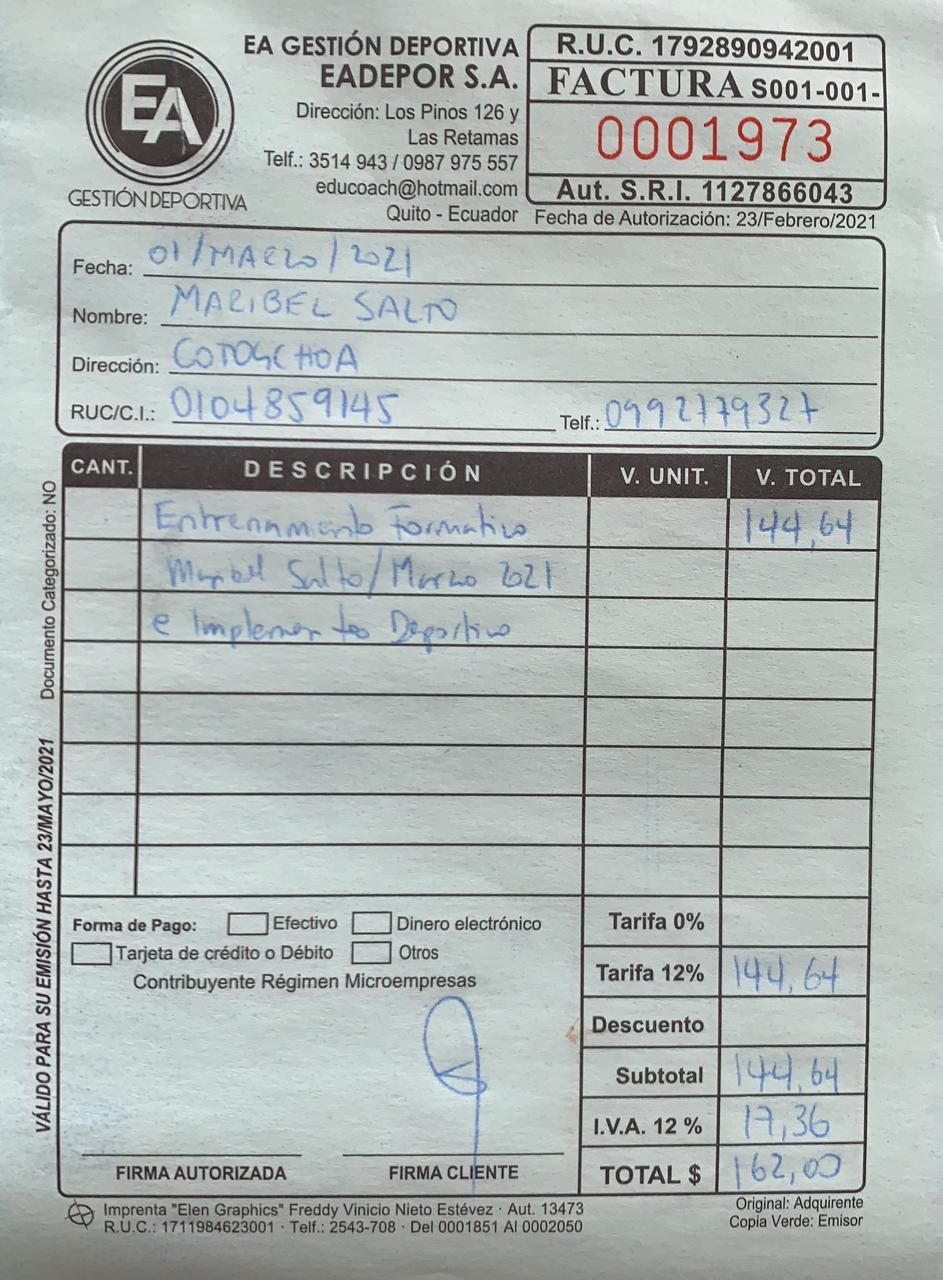 EA
GESTIÓN DEPORTIVA
EA GESTIÓN DEPORTIVA
EADEPOR S.A.
Dirección: Los Pinos 126 y
Las Retamas
Telf.: 3514 943 / 0987 975 557
educoach@hotmail.com
Quito - Ecuador
R.U.C. 1792890942001
FACTURA S001-001-
0001973
Aut. S.R.I. 1127866043
Fecha de Autorización: 23/Febrero/2021
Fecha: 01/MARZO/2021
Nombre: MARIBEL SALTO
Dirección: COTOGCHOA
RUC/C.I.: 0104859145 Telf.: 0992779327
CANT. DESCRIPCIÓN V. UNIT. V. TOTAL
Entrenamiento Formativo 144,64
Maribel Salto/Marzo 2021
e Implementos Deportivo
Documento Categorizado: NO
VÁLIDO PARA SU EMISIÓN HASTA 23/MAYO/2021
Forma de Pago: Efectivo Dinero electrónico
Tarjeta de crédito o Débito Otros
Contribuyente Régimen Microempresas
Tarifa 0%
Tarifa 12% 144,64
Descuento
Subtotal 144,64
I.V.A. 12 % 17,36
TOTAL $ 162,00
FIRMA AUTORIZADA FIRMA CLIENTE
Imprenta "Elen Graphics" Freddy Vinicio Nieto Estévez · Aut. 13473
R.U.C.: 1711984623001 · Telf.: 2543-708 · Del 0001851 Al 0002050
Original: Adquirente
Copia Verde: Emisor